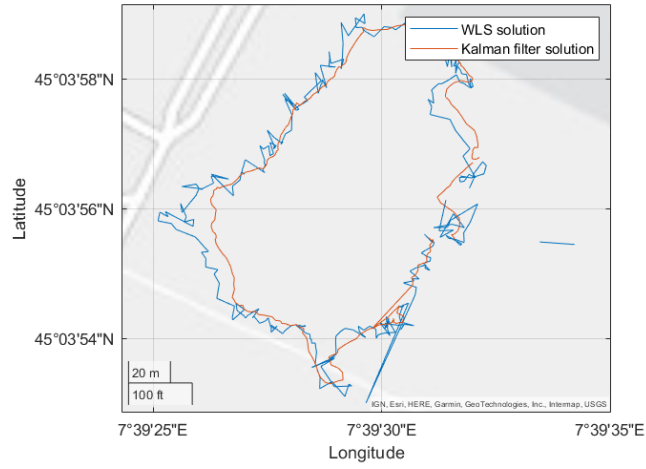 WLS solution
Kalman filter solution
45°03'58"N
45°03'56"N
45°03'54"N
Latitude
20 m
100 ft
IGN, Esri, HERE, Garmin, GeoTechnologies, Inc., Intermap, USGS
7°39'25"E
7°39'30"E
7°39'35"E
Longitude